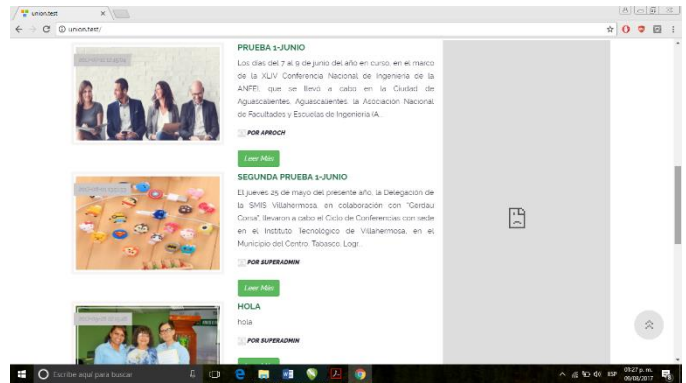 union.test
union.test/
PRUEBA 1-JUNIO
Los días del 7 al 9 de junio del año en curso, en el marco
de la XLIV Conferencia Nacional de Ingeniería de la
ANFEI, que se llevó a cabo en la Ciudad de
Aguascalientes, Aguascalientes, la Asociación Nacional
de Facultades y Escuelas de Ingeniería (A...
POR APROCH
Leer Más
SEGUNDA PRUEBA 1-JUNIO
El jueves 25 de mayo del presente año, la Delegación de
la SMIS Villahermosa, en colaboración con "Gerdau
Corsa", llevaron a cabo el Ciclo de Conferencias con sede
en el Instituto Tecnológico de Villahermosa, en el
Municipio del Centro, Tabasco. Logr...
POR SUPERADMIN
Leer Más
HOLA
hola
POR SUPERADMIN
Escribe aquí para buscar
ESP
09:27 p. m.
09/08/2017